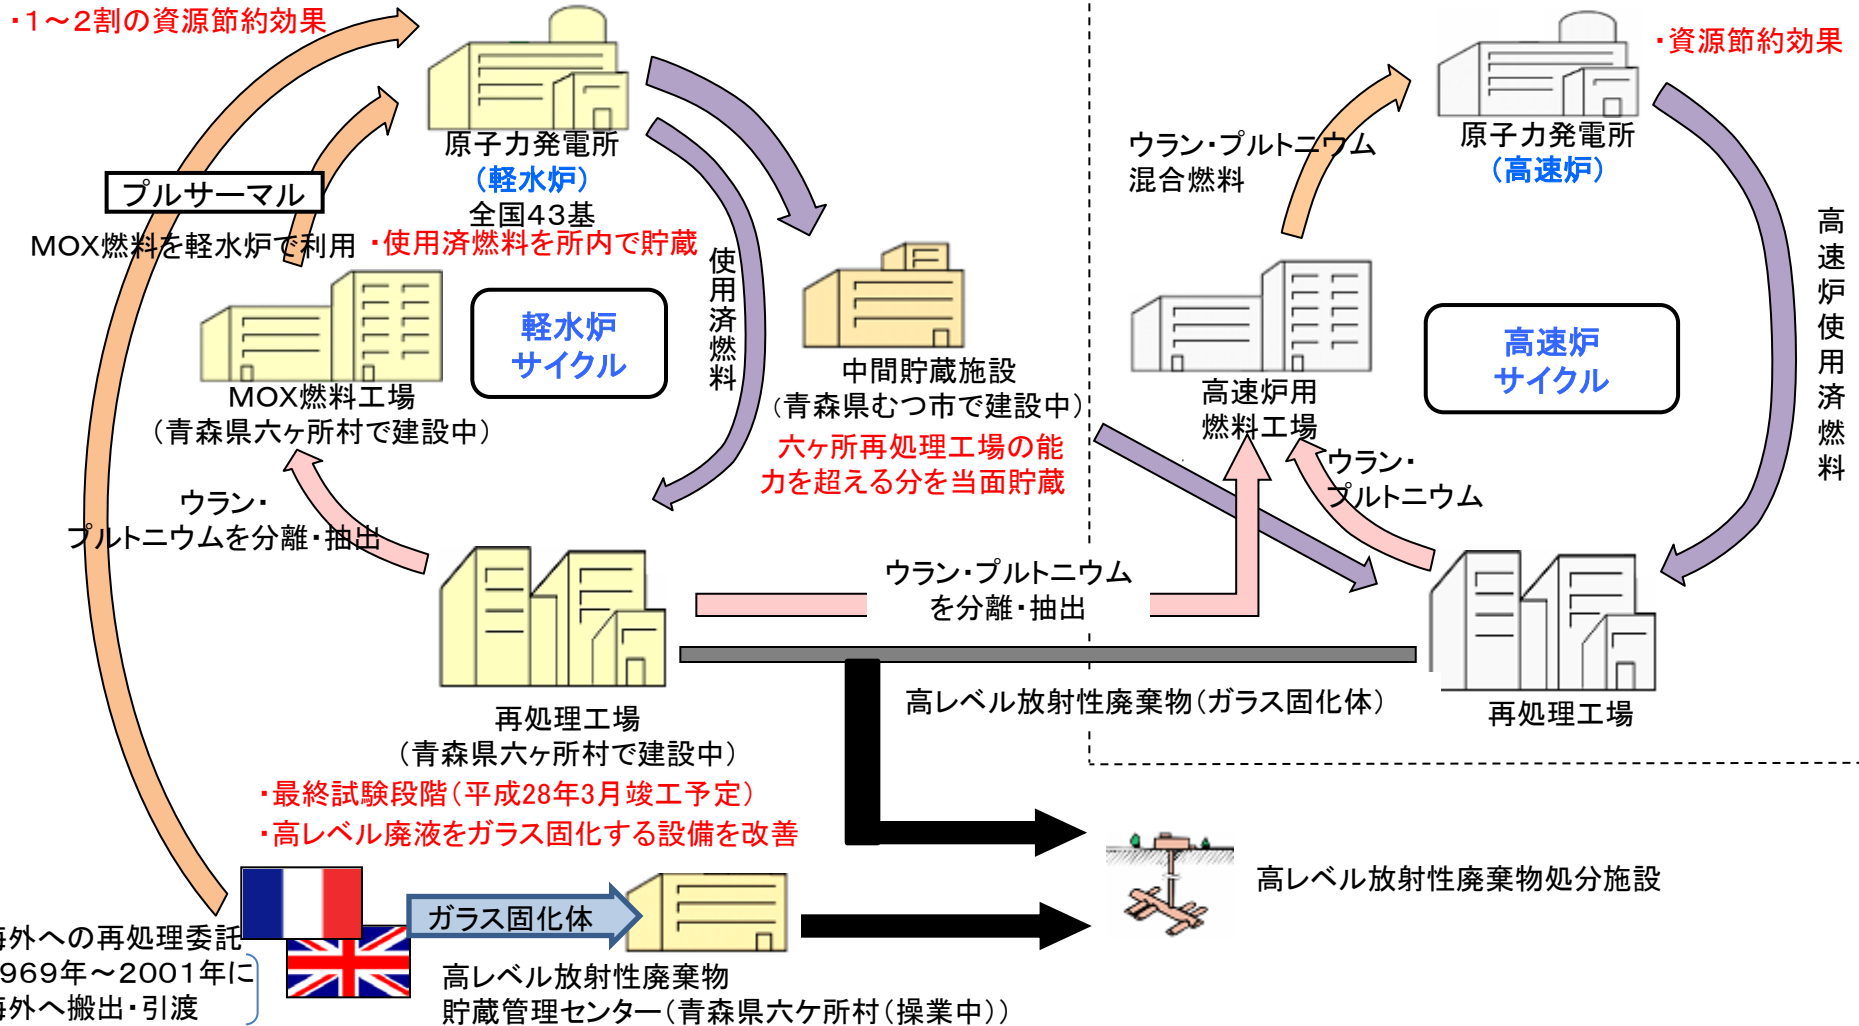 ・1～2割の資源節約効果
原子力発電所
（軽水炉）
全国43基
プルサーマル
MOX燃料を軽水炉で利用
・使用済燃料を所内で貯蔵
使用済燃料
軽水炉
サイクル
MOX燃料工場
（青森県六ヶ所村で建設中）
中間貯蔵施設
（青森県むつ市で建設中）
六ヶ所再処理工場の能
力を超える分を当面貯蔵
ウラン・
プルトニウムを分離・抽出
再処理工場
（青森県六ヶ所村で建設中）
・最終試験段階（平成28年3月竣工予定）
・高レベル廃液をガラス固化する設備を改善
ウラン・プルトニウム
を分離・抽出
高レベル放射性廃棄物（ガラス固化体）
・資源節約効果
原子力発電所
（高速炉）
ウラン・プルトニウム
混合燃料
高速炉使用済燃料
高速炉
サイクル
高速炉用
燃料工場
ウラン・
プルトニウム
再処理工場
高レベル放射性廃棄物処分施設
ガラス固化体
海外への再処理委託
969年～2001年に
海外へ搬出・引渡
高レベル放射性廃棄物
貯蔵管理センター（青森県六ケ所村（操業中））